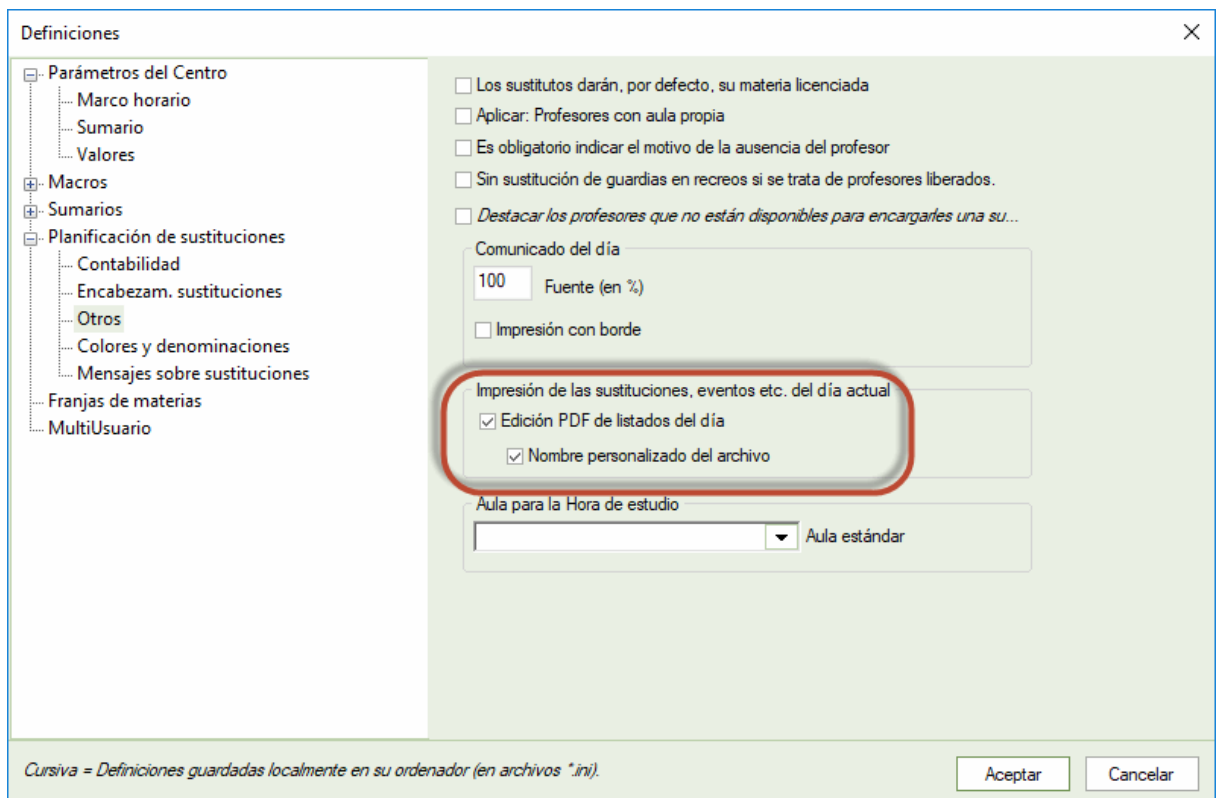 Definiciones
Parámetros del Centro
Marco horario
Sumario
Valores
Macros
Sumarios
Planificación de sustituciones
Contabilidad
Encabezam. sustituciones
Otros
Colores y denominaciones
Mensajes sobre sustituciones
Franjas de materias
MultiUsuario
Los sustitutos darán, por defecto, su materia licenciada
Aplicar: Profesores con aula propia
Es obligatorio indicar el motivo de la ausencia del profesor
Sin sustitución de guardias en recreos si se trata de profesores liberados.
Destacar los profesores que no están disponibles para encargarles una su...
Comunicado del día
100 Fuente (en %)
Impresión con borde
Impresión de las sustituciones, eventos etc. del día actual
Edición PDF de listados del día
Nombre personalizado del archivo
Aula para la Hora de estudio
Aula estándar
Cursiva = Definiciones guardadas localmente en su ordenador (en archivos *.ini).
Aceptar Cancelar